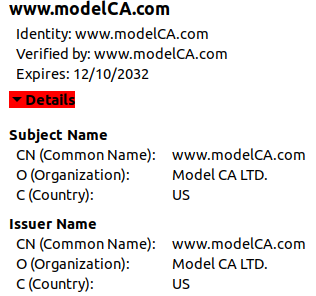 www.modelCA.com
Identity: www.modelCA.com
Verified by: www.modelCA.com
Expires: 12/10/2032
Details
Subject Name
CN (Common Name): www.modelCA.com
O (Organization): Model CA LTD.
C (Country): US
Issuer Name
CN (Common Name): www.modelCA.com
O (Organization): Model CA LTD.
C (Country): US